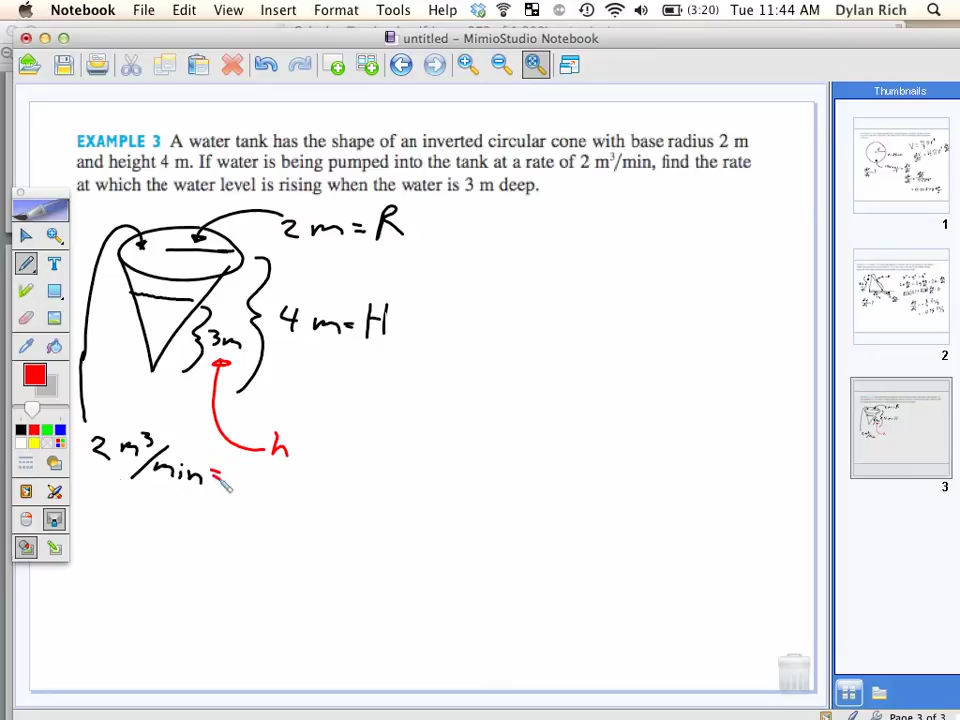 Notebook File Edit View Insert Format Tools Help (3:20) Tue 11:44 AM Dylan Rich
untitled – MimioStudio Notebook
Thumbnails
EXAMPLE 3 A water tank has the shape of an inverted circular cone with base radius 2 m
and height 4 m. If water is being pumped into the tank at a rate of 2 m³/min, find the rate
at which the water level is rising when the water is 3 m deep.
2 m = R
4 m = H
3m
h
2 m³/min =
T
1
2
3
Page 3 of 3